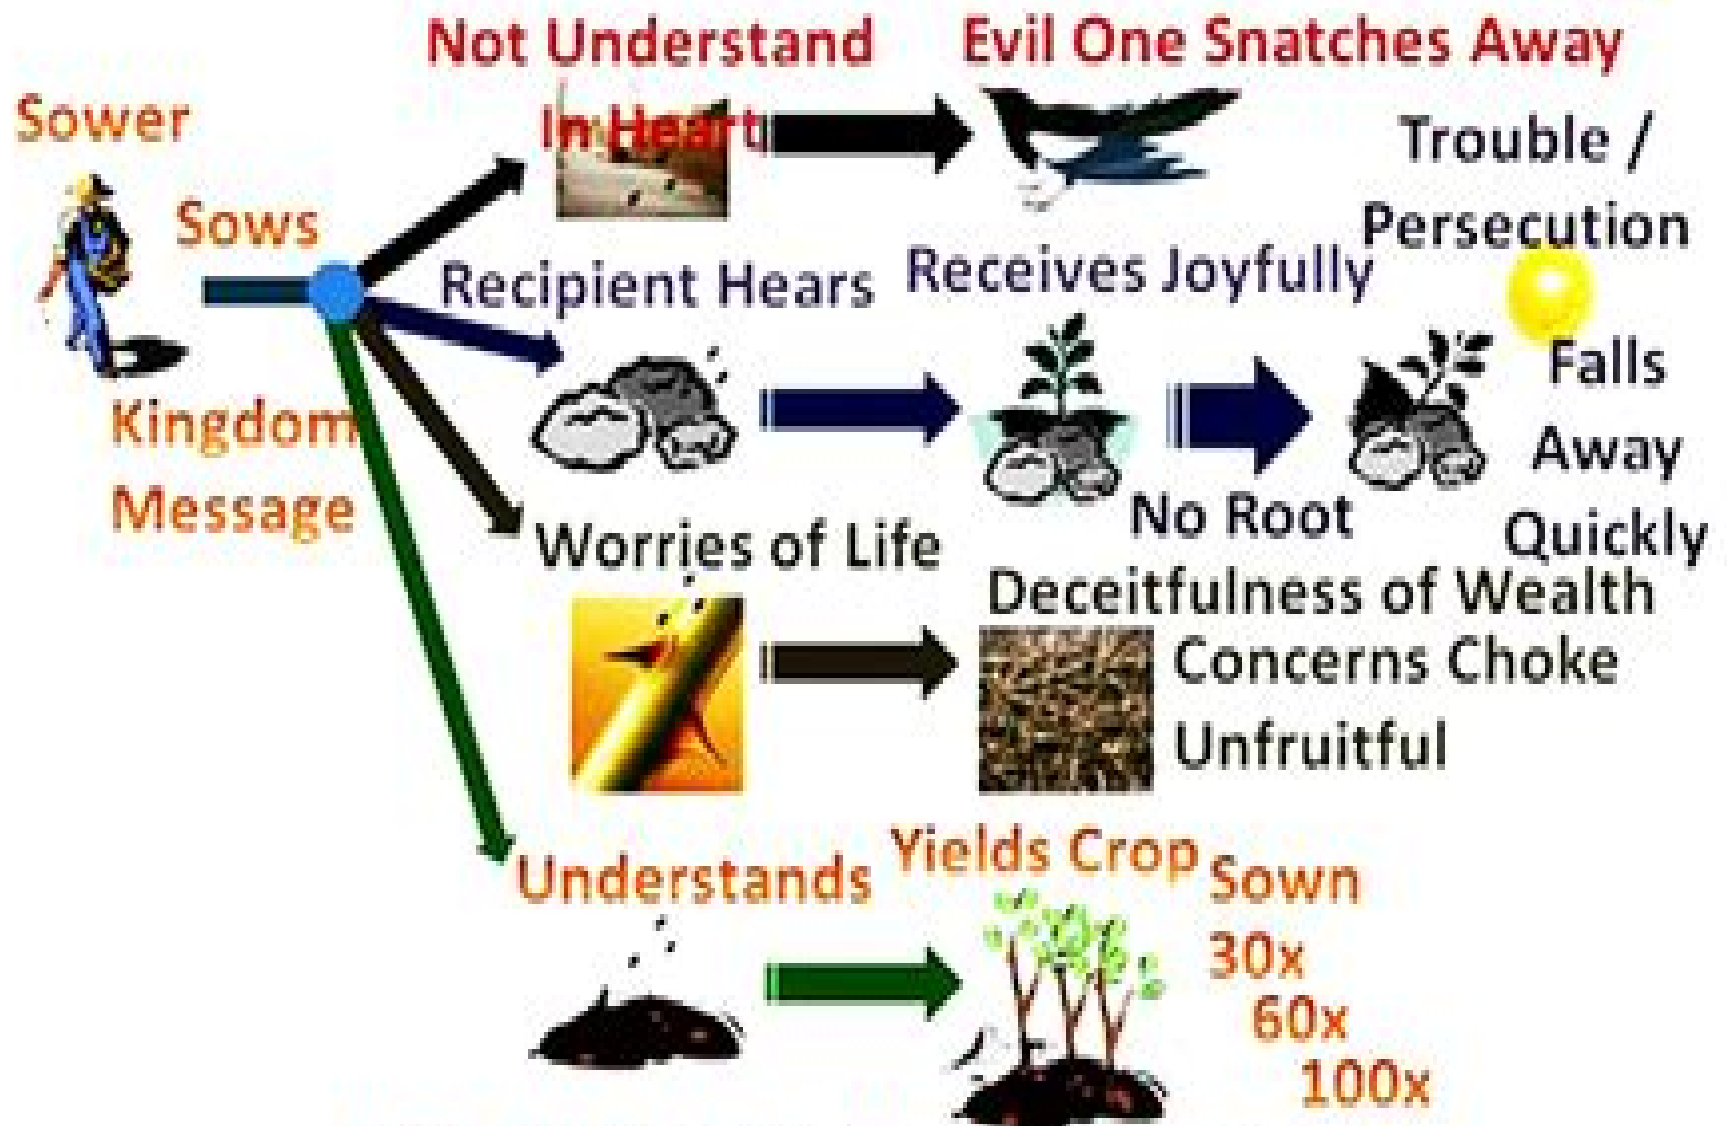 Not Understand
In Heart
Evil One Snatches Away
Sower
Sows
Kingdom
Message
Recipient Hears
Receives Joyfully
Trouble /
Persecution
No Root
Falls
Away
Quickly
Worries of Life
Deceitfulness of Wealth
Concerns Choke
Unfruitful
Understands
Yields Crop
Sown
30x
60x
100x